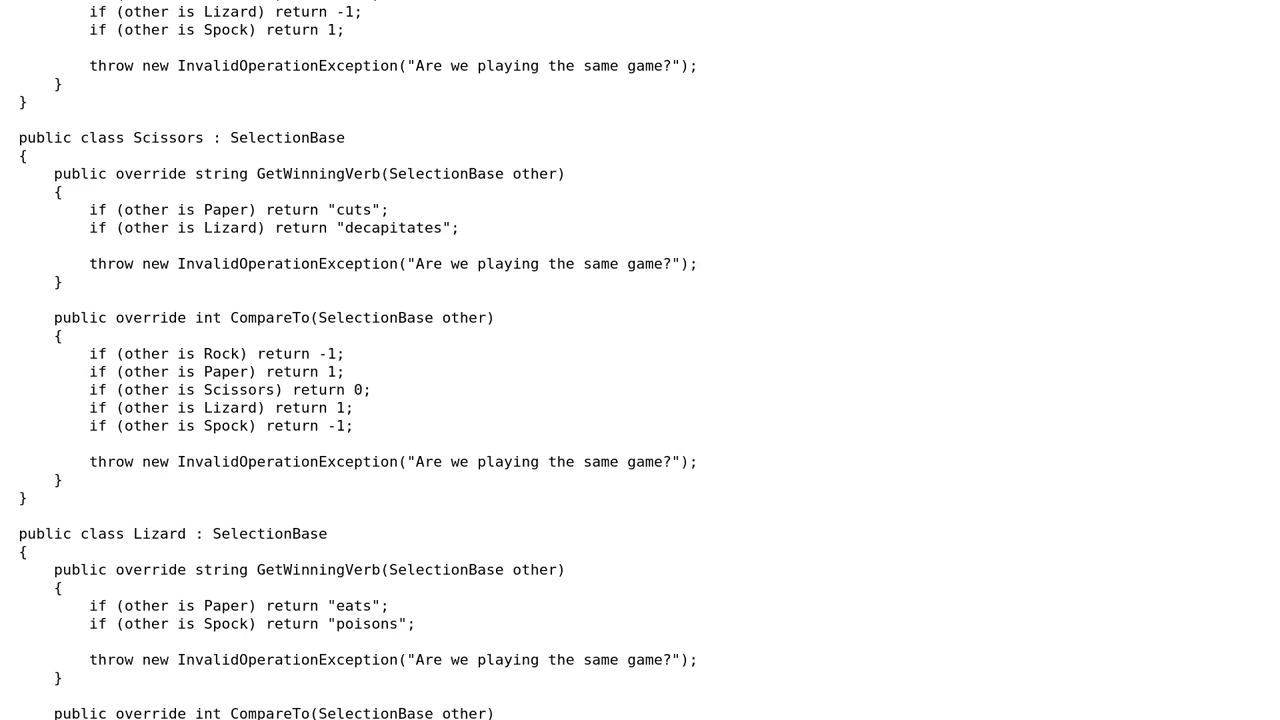 if (other is Lizard) return -1;
        if (other is Spock) return 1;

        throw new InvalidOperationException("Are we playing the same game?");
    }
}

public class Scissors : SelectionBase
{
    public override string GetWinningVerb(SelectionBase other)
    {
        if (other is Paper) return "cuts";
        if (other is Lizard) return "decapitates";

        throw new InvalidOperationException("Are we playing the same game?");
    }

    public override int CompareTo(SelectionBase other)
    {
        if (other is Rock) return -1;
        if (other is Paper) return 1;
        if (other is Scissors) return 0;
        if (other is Lizard) return 1;
        if (other is Spock) return -1;

        throw new InvalidOperationException("Are we playing the same game?");
    }
}

public class Lizard : SelectionBase
{
    public override string GetWinningVerb(SelectionBase other)
    {
        if (other is Paper) return "eats";
        if (other is Spock) return "poisons";

        throw new InvalidOperationException("Are we playing the same game?");
    }

    public override int CompareTo(SelectionBase other)